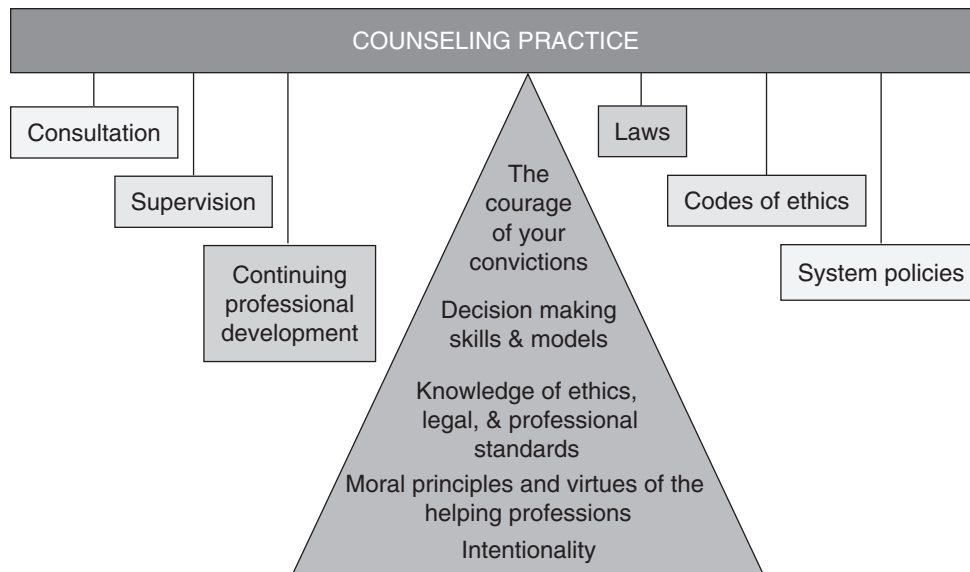 COUNSELING PRACTICE
Consultation
Supervision
Continuing
professional
development
The
courage
of your
convictions
Decision making
skills & models
Knowledge of ethics,
legal, & professional
standards
Moral principles and virtues of the
helping professions
Intentionality
Laws
Codes of ethics
System policies